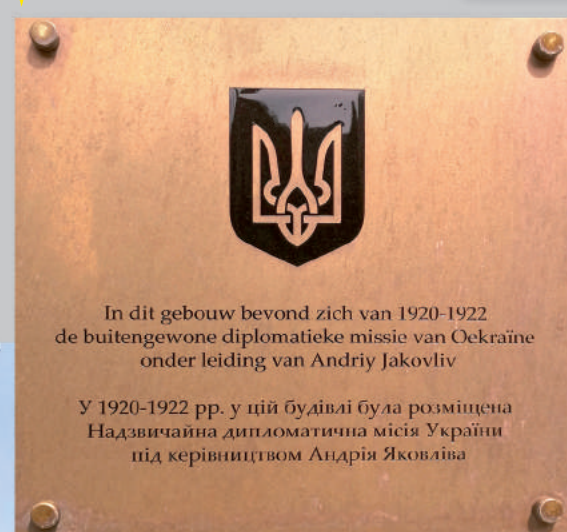 In dit gebouw bevond zich van 1920-1922
de buitengewone diplomatieke missie van Oekraïne
onder leiding van Andriy Jakovliv
У 1920-1922 рр. у цій будівлі була розміщена
Надзвичайна дипломатична місія України
під керівництвом Андрія Яковліва